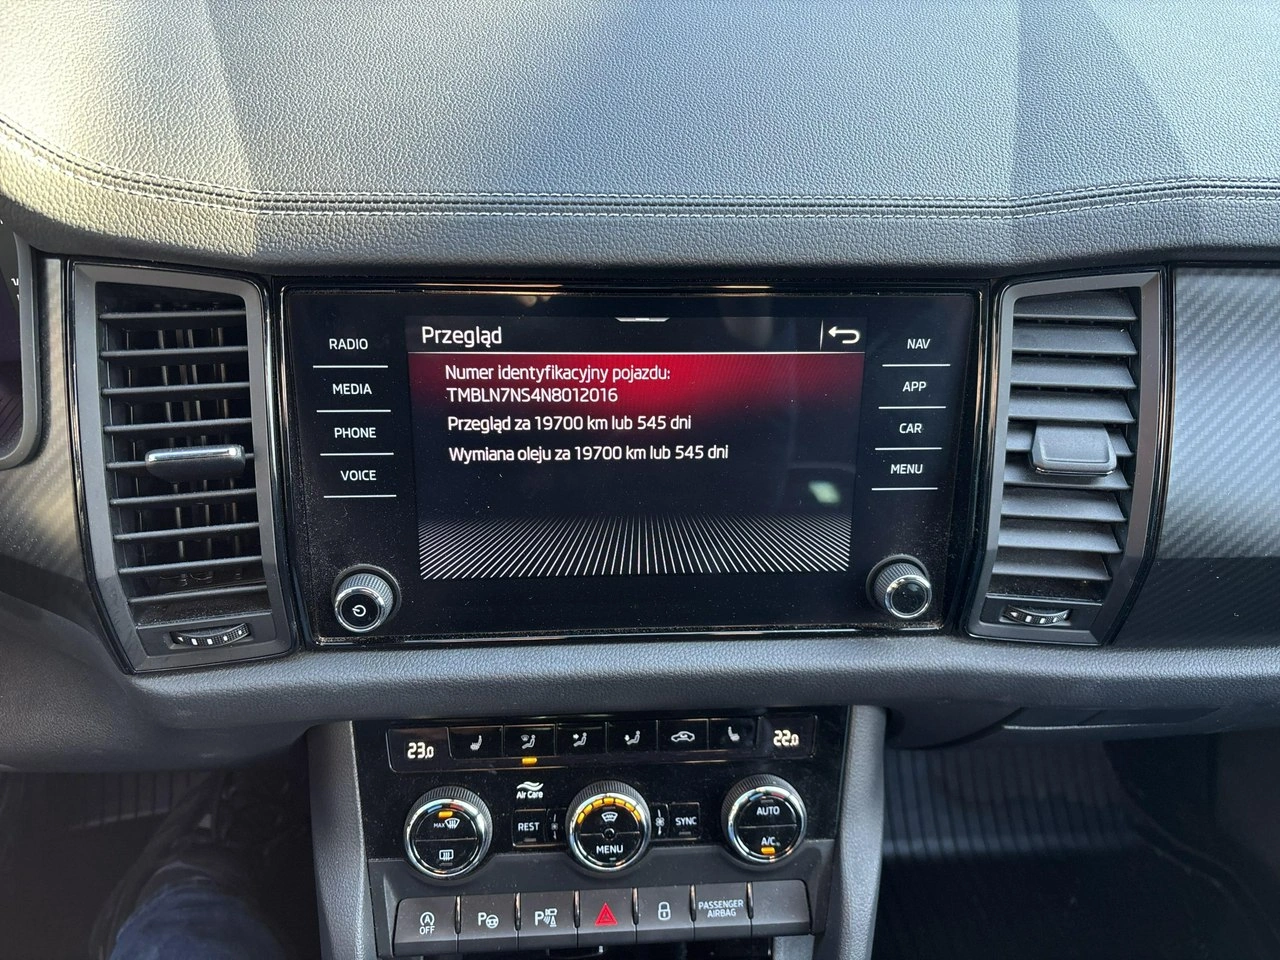 Przegląd
Numer identyfikacyjny pojazdu:
TMBLN7NS4N8012016
Przegląd za 19700 km lub 545 dni
Wymiana oleju za 19700 km lub 545 dni
RADIO
MEDIA
PHONE
VOICE
NAV
APP
CAR
MENU
23.0
22.0
Air Care
MAX
REST
MENU
SYNC
AUTO
A/C
OFF
P
P
PASSENGER
AIRBAG